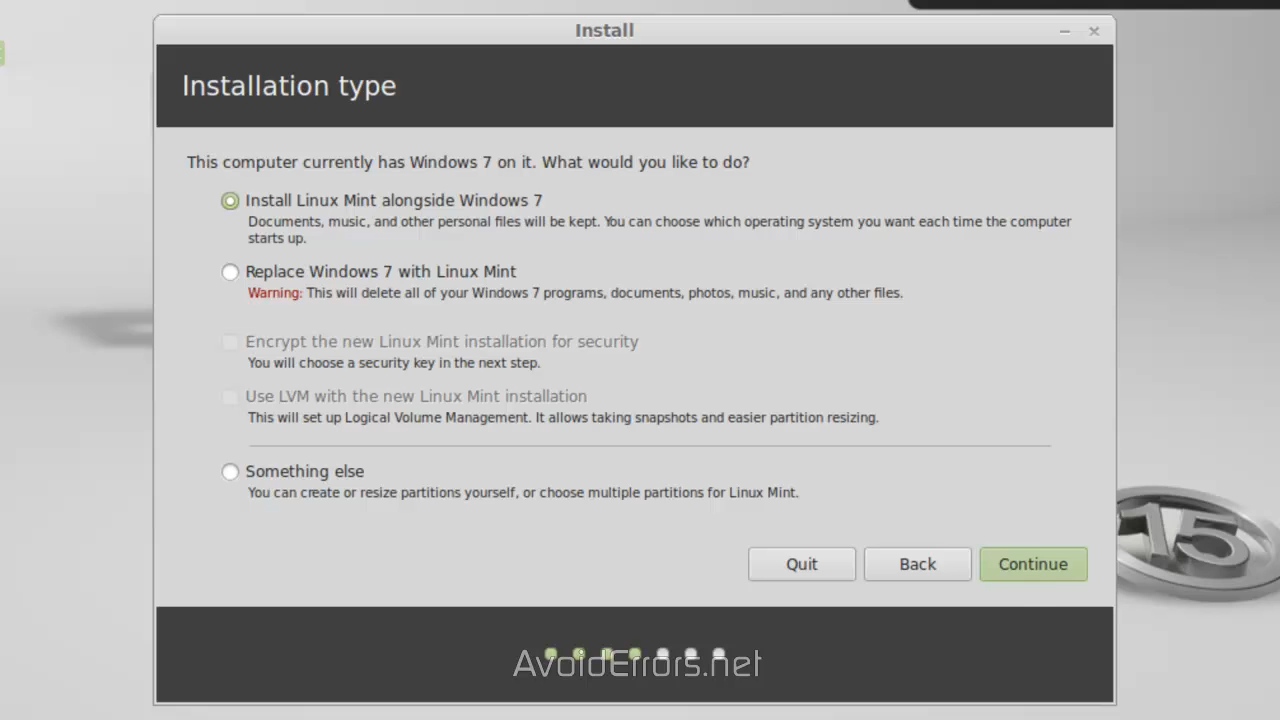 Install
Installation type
This computer currently has Windows 7 on it. What would you like to do?
Install Linux Mint alongside Windows 7
Documents, music, and other personal files will be kept. You can choose which operating system you want each time the computer
starts up.
Replace Windows 7 with Linux Mint
Warning: This will delete all of your Windows 7 programs, documents, photos, music, and any other files.
Encrypt the new Linux Mint installation for security
You will choose a security key in the next step.
Use LVM with the new Linux Mint installation
This will set up Logical Volume Management. It allows taking snapshots and easier partition resizing.
Something else
You can create or resize partitions yourself, or choose multiple partitions for Linux Mint.
15
Quit Back Continue
AvoidErrors.net